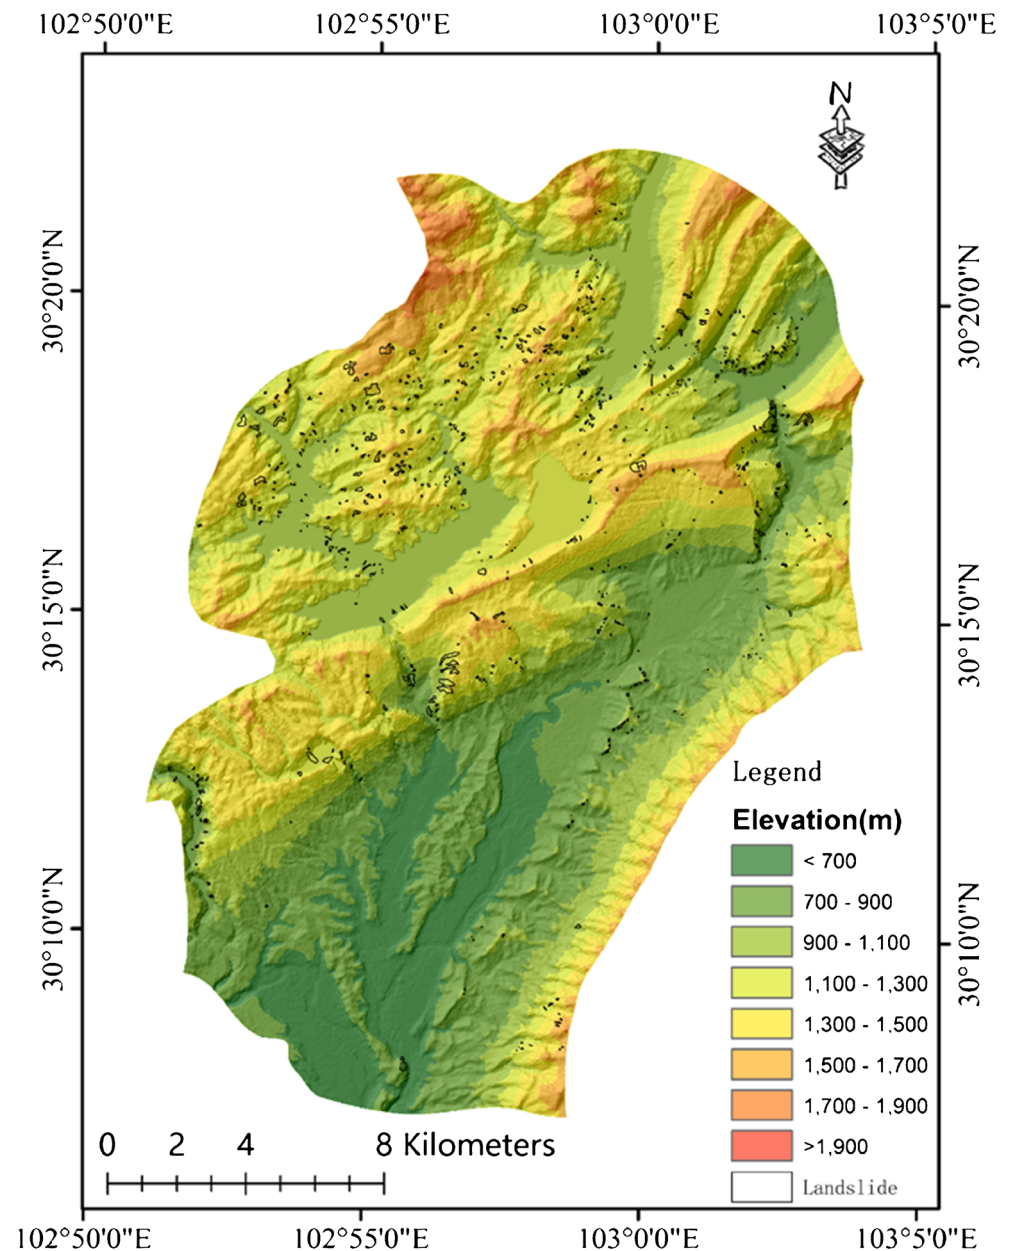 102°50'0"E 102°55'0"E 103°0'0"E 103°5'0"E
N
30°20'0"N
30°20'0"N
30°15'0"N
30°15'0"N
30°10'0"N
30°10'0"N
Legend
Elevation(m)
< 700
700 - 900
900 - 1,100
1,100 - 1,300
1,300 - 1,500
1,500 - 1,700
1,700 - 1,900
>1,900
Landslide
0 2 4 8 Kilometers
102°50'0"E 102°55'0"E 103°0'0"E 103°5'0"E